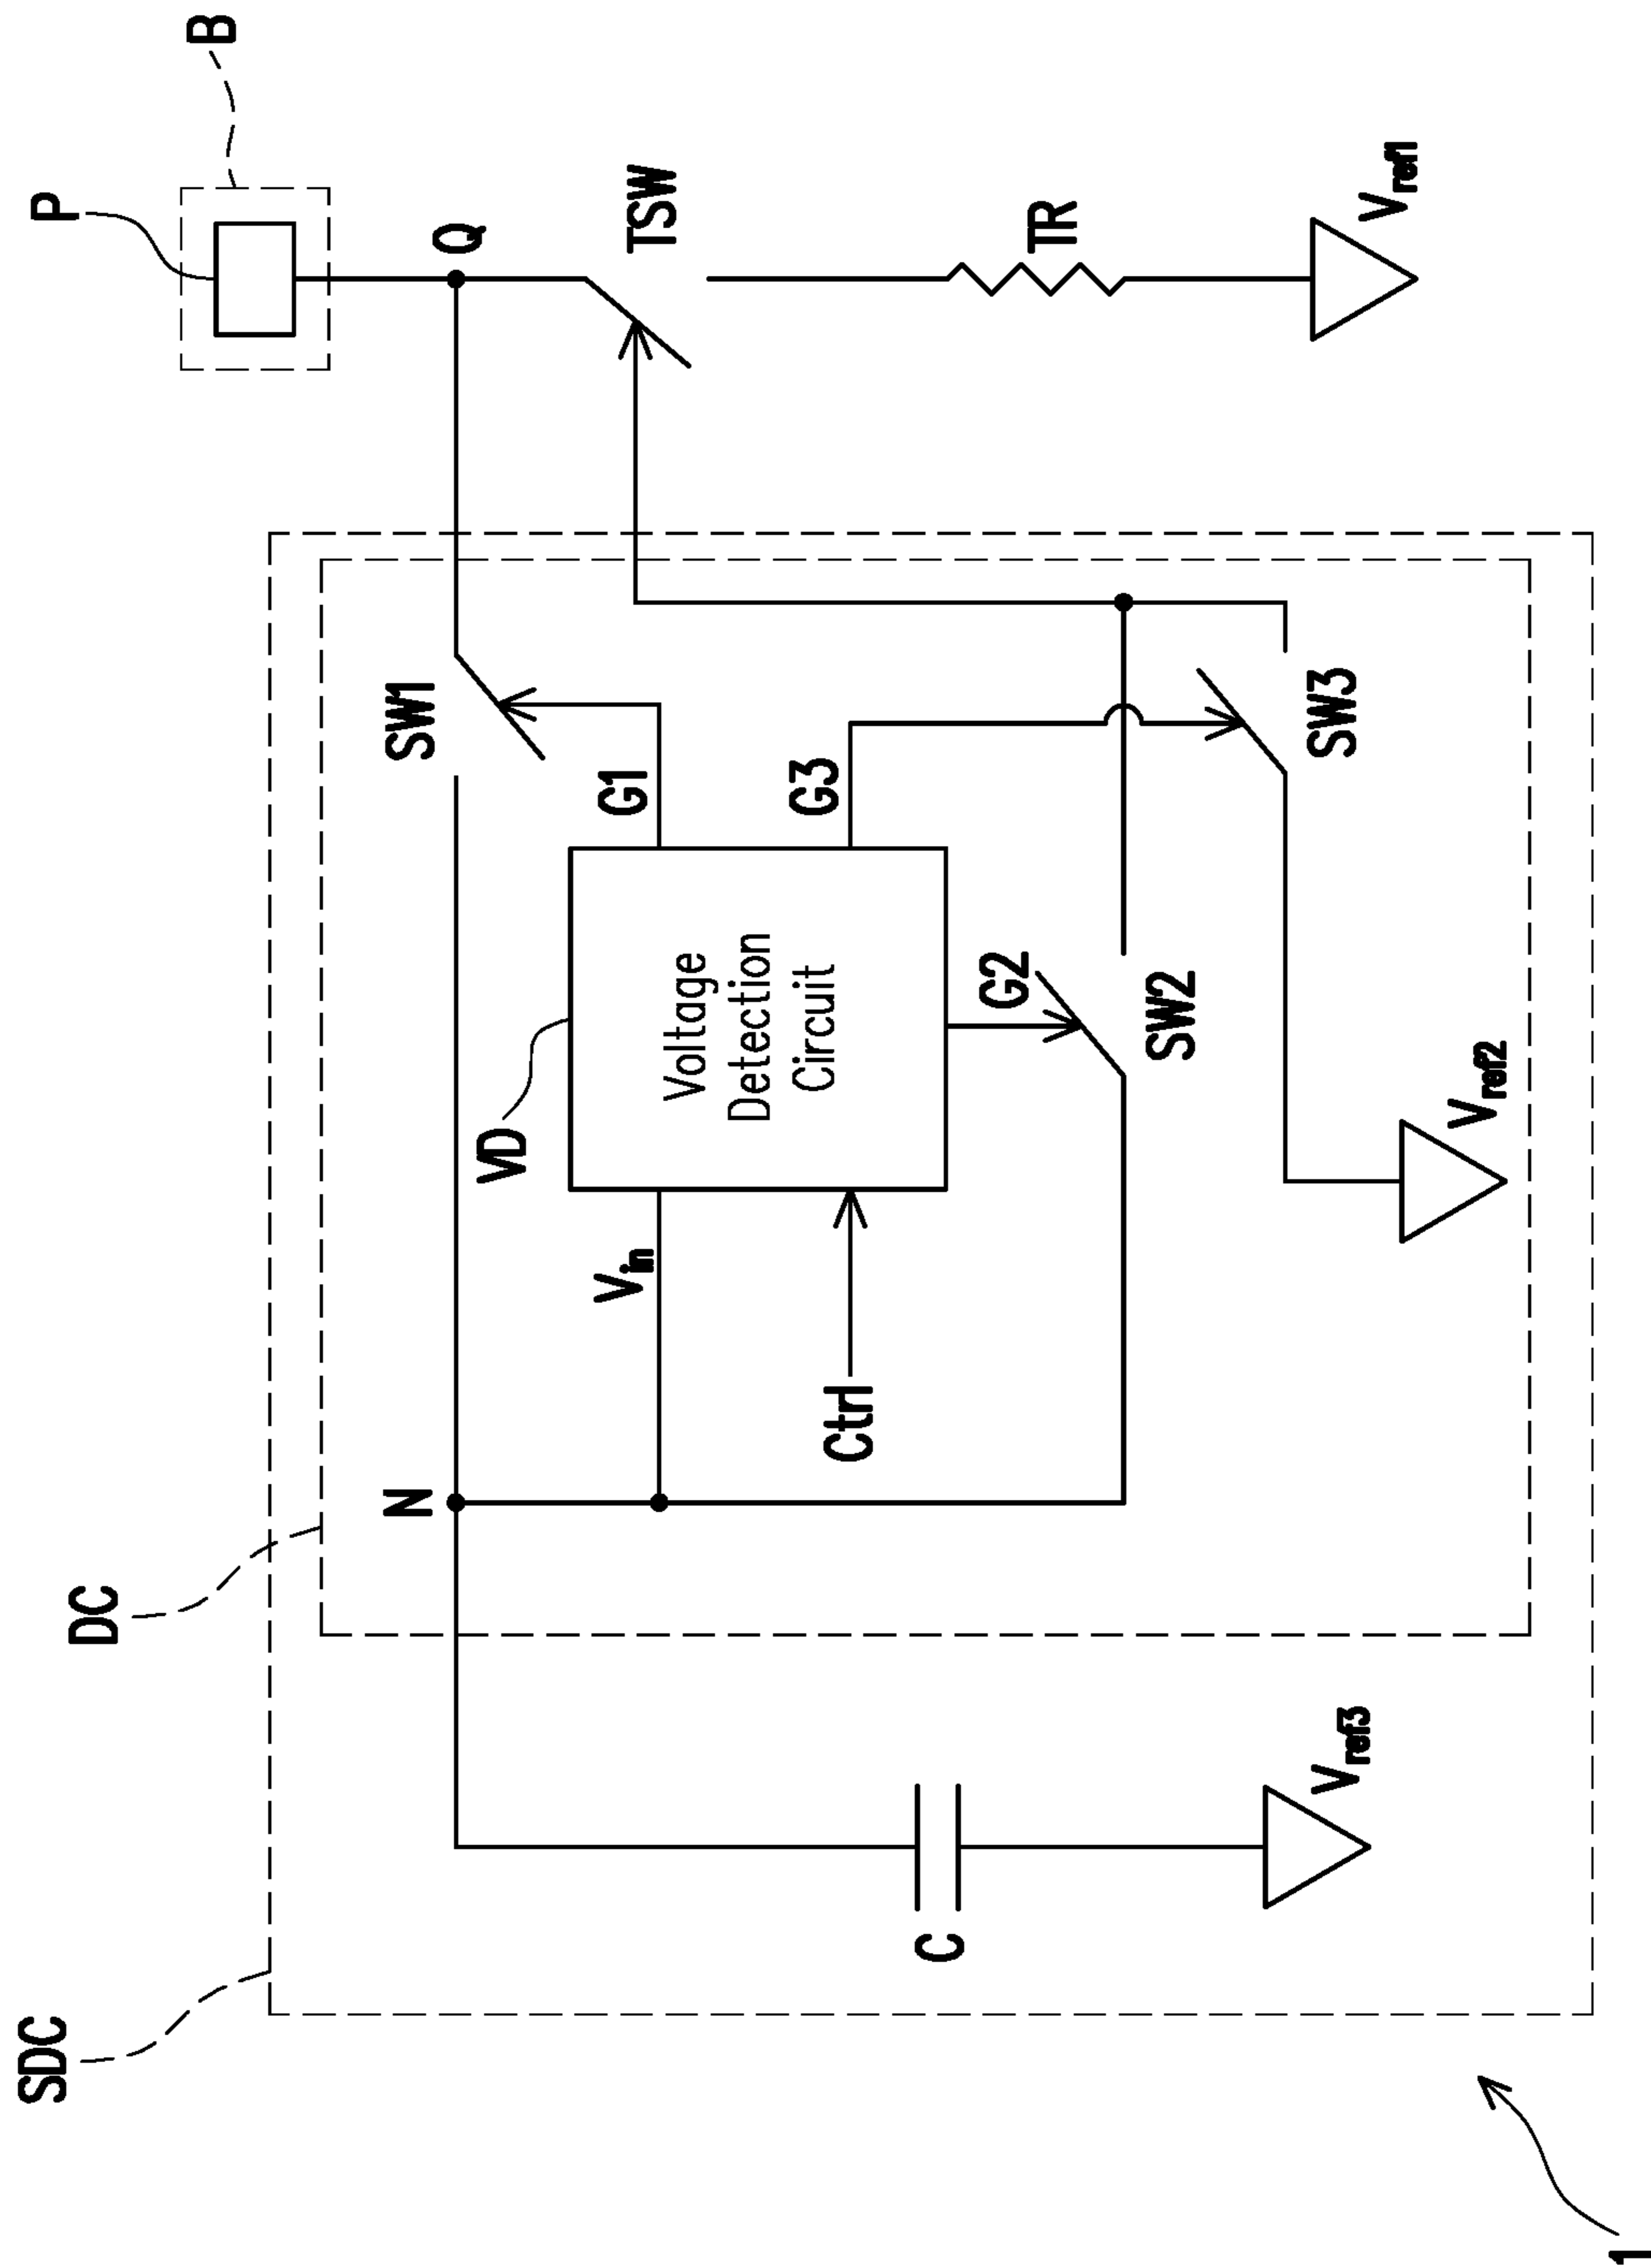 SDC
DC
P
B
N
SW1
Q
VD
Vin
G1
TSW
Voltage
Detection
Circuit
Ctrl
G3
C
G2
TR
SW2
SW3
Vref3
Vref2
Vref1
1